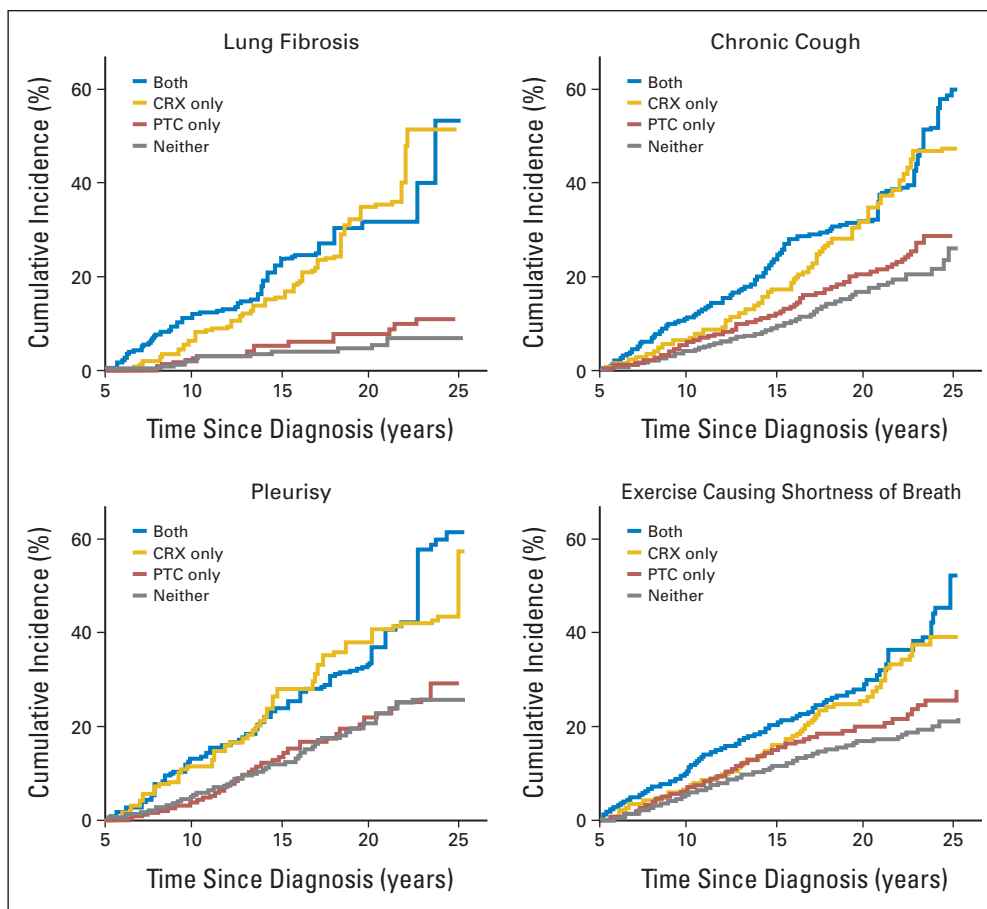 Lung Fibrosis
Cumulative Incidence (%)
60
40
20
0
Both
CRX only
PTC only
Neither
5
10
15
20
25
Time Since Diagnosis (years)
Chronic Cough
Cumulative Incidence (%)
60
40
20
0
Both
CRX only
PTC only
Neither
5
10
15
20
25
Time Since Diagnosis (years)
Pleurisy
Cumulative Incidence (%)
60
40
20
0
Both
CRX only
PTC only
Neither
5
10
15
20
25
Time Since Diagnosis (years)
Exercise Causing Shortness of Breath
Cumulative Incidence (%)
60
40
20
0
Both
CRX only
PTC only
Neither
5
10
15
20
25
Time Since Diagnosis (years)